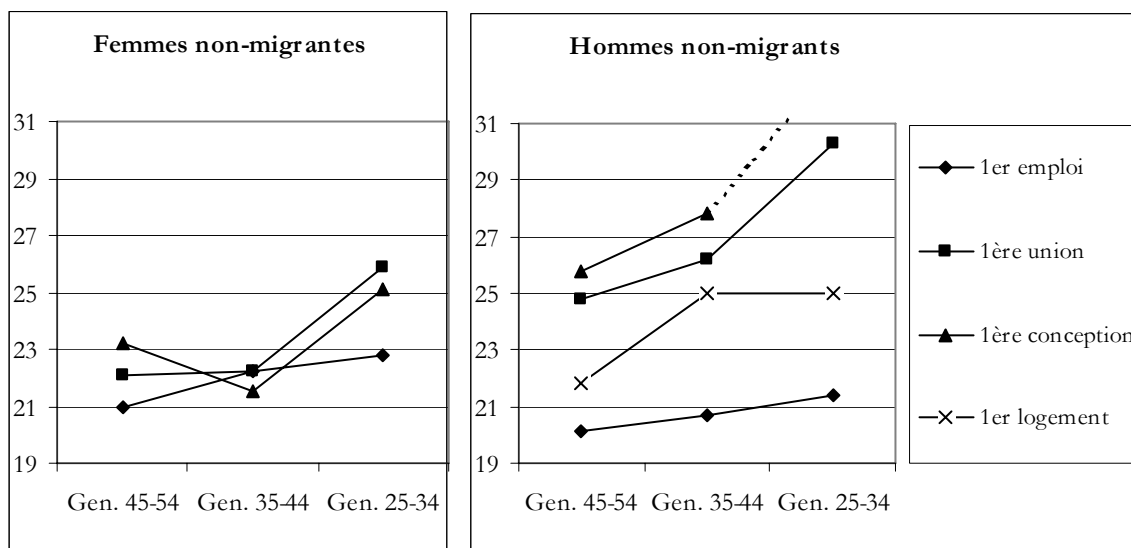 Femmes non-migrantes
31
29
27
25
23
21
19
Gen. 45-54 Gen. 35-44 Gen. 25-34
Hommes non-migrants
31
29
27
25
23
21
19
Gen. 45-54 Gen. 35-44 Gen. 25-34
1er emploi
1ère union
1ère conception
1er logement